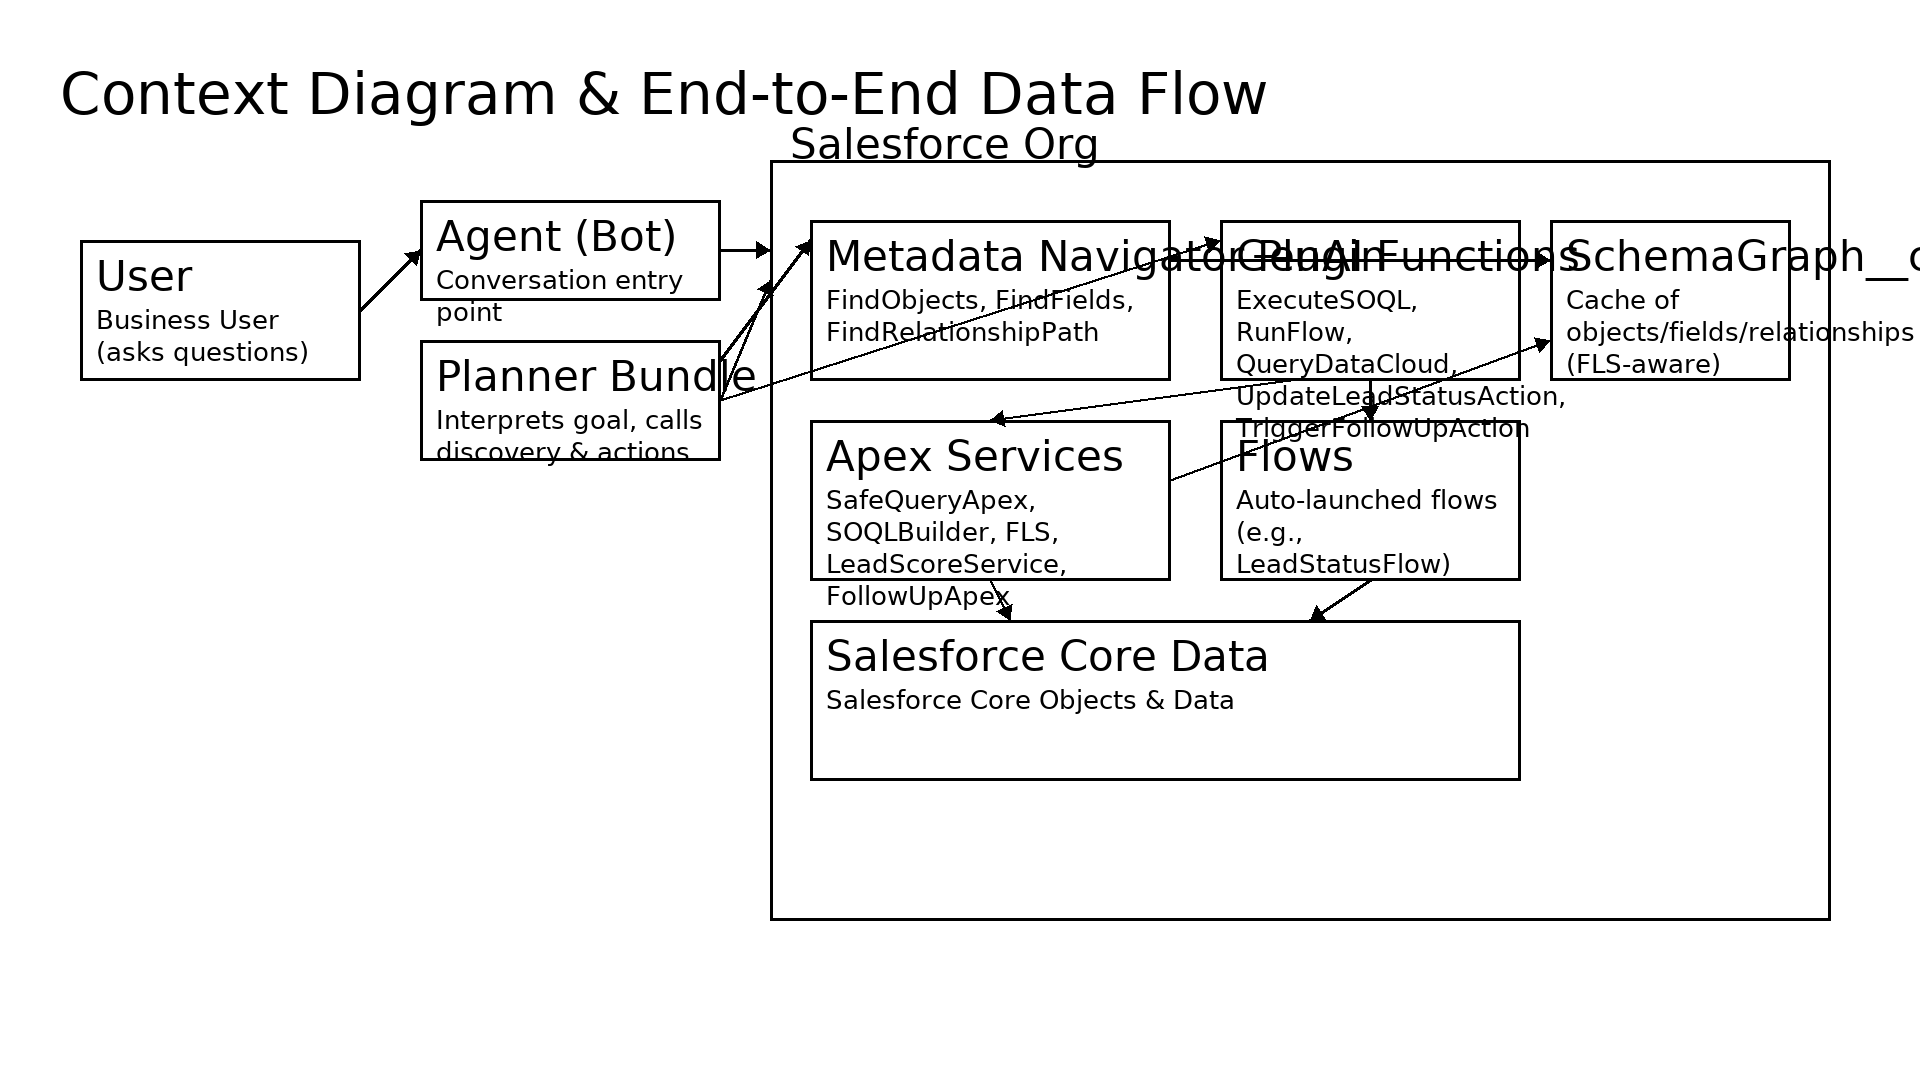 Context Diagram & End-to-End Data Flow
Salesforce Org
User
Business User
(asks questions)
Agent (Bot)
Conversation entry
point
Planner Bundle
Interprets goal, calls
discovery & actions
Metadata Navigator Plugin
FindObjects, FindFields,
FindRelationshipPath
GenAI Functions
ExecuteSOQL,
RunFlow,
QueryDataCloud,
UpdateLeadStatusAction,
TriggerFollowUpAction
SchemaGraph__c
Cache of
objects/fields/relationships
(FLS-aware)
Apex Services
SafeQueryApex,
SOQLBuilder, FLS,
LeadScoreService,
FollowUpApex
Flows
Auto-launched flows
(e.g.,
LeadStatusFlow)
Salesforce Core Data
Salesforce Core Objects & Data